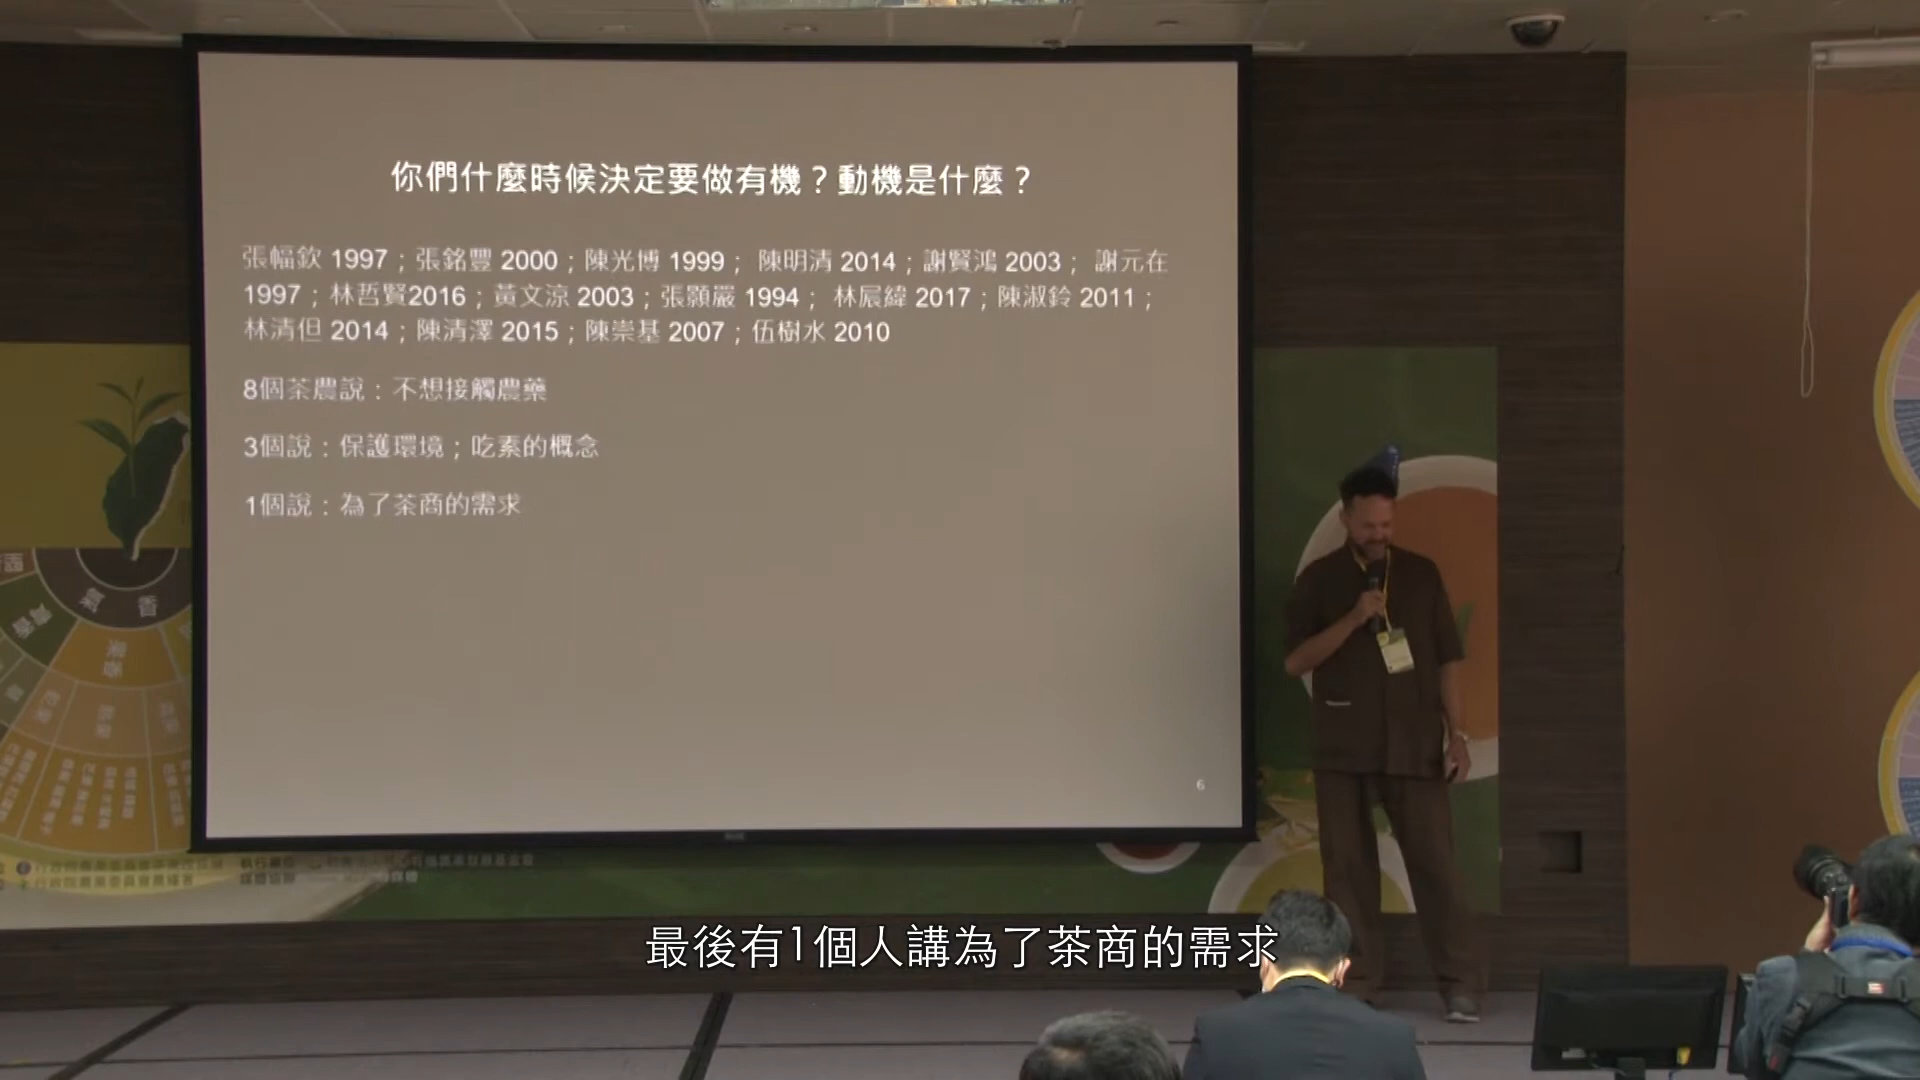 你們什麼時候決定要做有機？動機是什麼？
張幅欽 1997；張銘豐 2000；陳光博 1999； 陳明清 2014；謝賢鴻 2003； 謝元在
1997；林哲賢2016；黃文涼 2003；張顥嚴 1994； 林展緯 2017；陳淑鈴 2011；
林清但 2014；陳清澤 2015；陳崇基 2007；伍樹水 2010
8個茶農說：不想接觸農藥
3個說：保護環境；吃素的概念
1個說：為了茶商的需求
6
氣 香
最後有1個人講為了茶商的需求